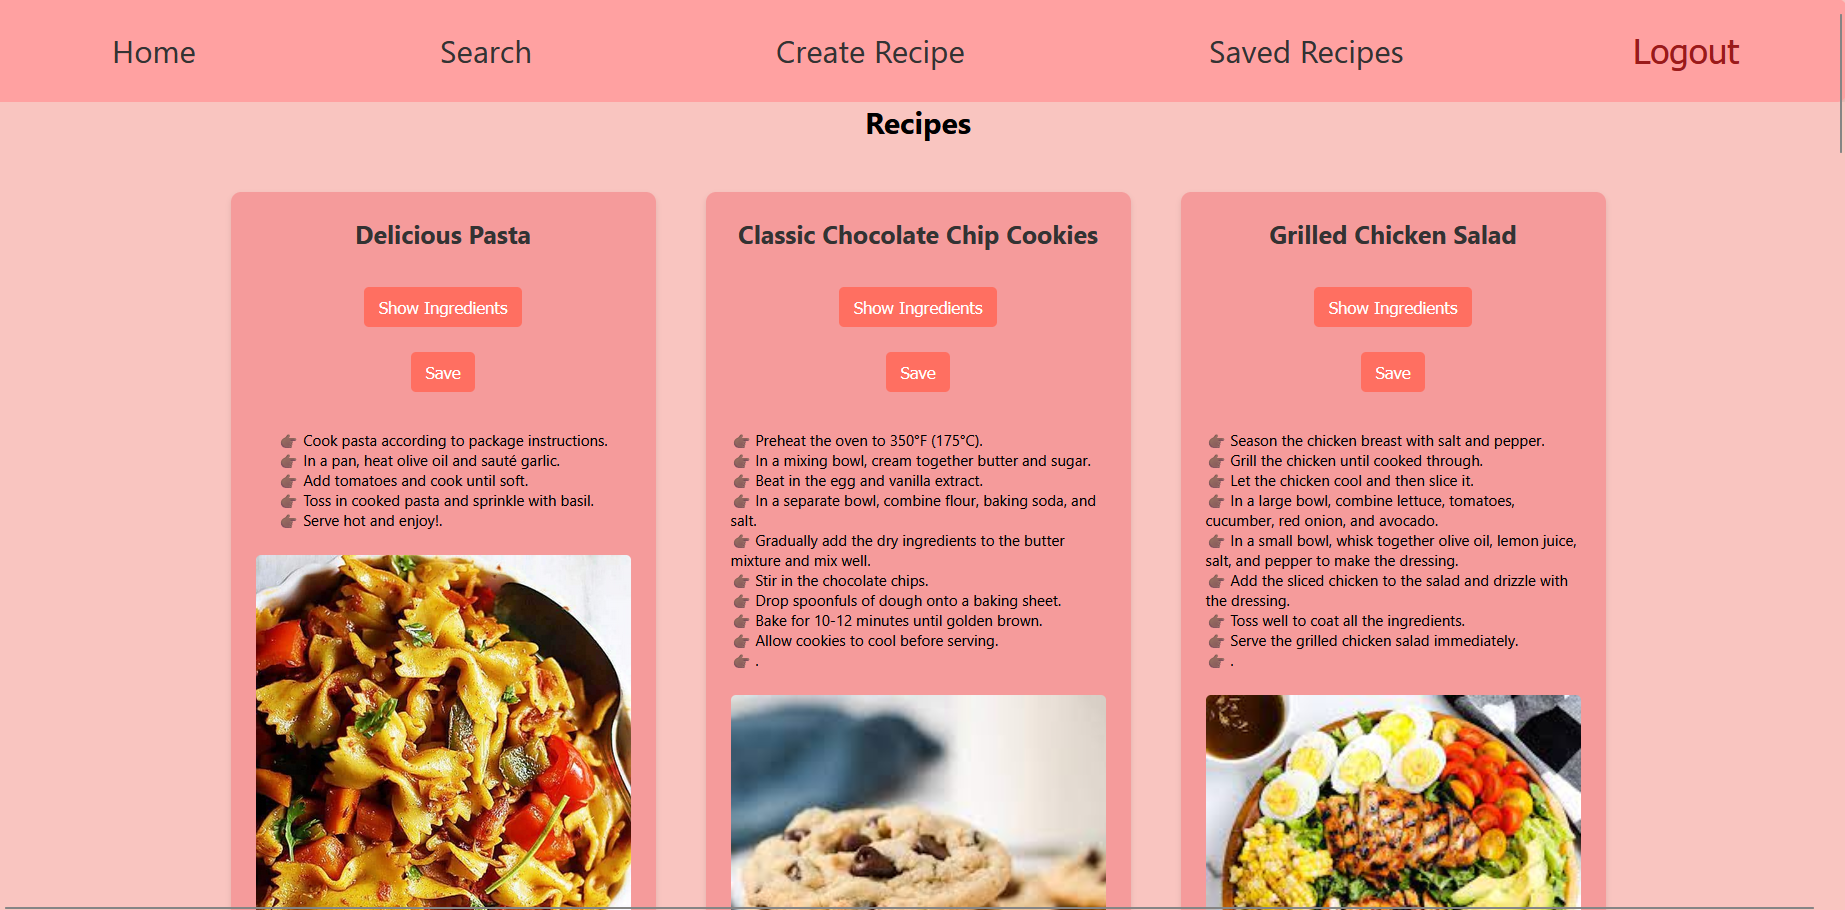 Home Search Create Recipe Saved Recipes Logout
Recipes
Delicious Pasta
Show Ingredients
Save
👉🏿 Cook pasta according to package instructions.
👉🏿 In a pan, heat olive oil and sauté garlic.
👉🏿 Add tomatoes and cook until soft.
👉🏿 Toss in cooked pasta and sprinkle with basil.
👉🏿 Serve hot and enjoy!.
Classic Chocolate Chip Cookies
Show Ingredients
Save
👉🏿 Preheat the oven to 350°F (175°C).
👉🏿 In a mixing bowl, cream together butter and sugar.
👉🏿 Beat in the egg and vanilla extract.
👉🏿 In a separate bowl, combine flour, baking soda, and
salt.
👉🏿 Gradually add the dry ingredients to the butter
mixture and mix well.
👉🏿 Stir in the chocolate chips.
👉🏿 Drop spoonfuls of dough onto a baking sheet.
👉🏿 Bake for 10-12 minutes until golden brown.
👉🏿 Allow cookies to cool before serving.
👉🏿 .
Grilled Chicken Salad
Show Ingredients
Save
👉🏿 Season the chicken breast with salt and pepper.
👉🏿 Grill the chicken until cooked through.
👉🏿 Let the chicken cool and then slice it.
👉🏿 In a large bowl, combine lettuce, tomatoes,
cucumber, red onion, and avocado.
👉🏿 In a small bowl, whisk together olive oil, lemon juice,
salt, and pepper to make the dressing.
👉🏿 Add the sliced chicken to the salad and drizzle with
the dressing.
👉🏿 Toss well to coat all the ingredients.
👉🏿 Serve the grilled chicken salad immediately.
👉🏿 .